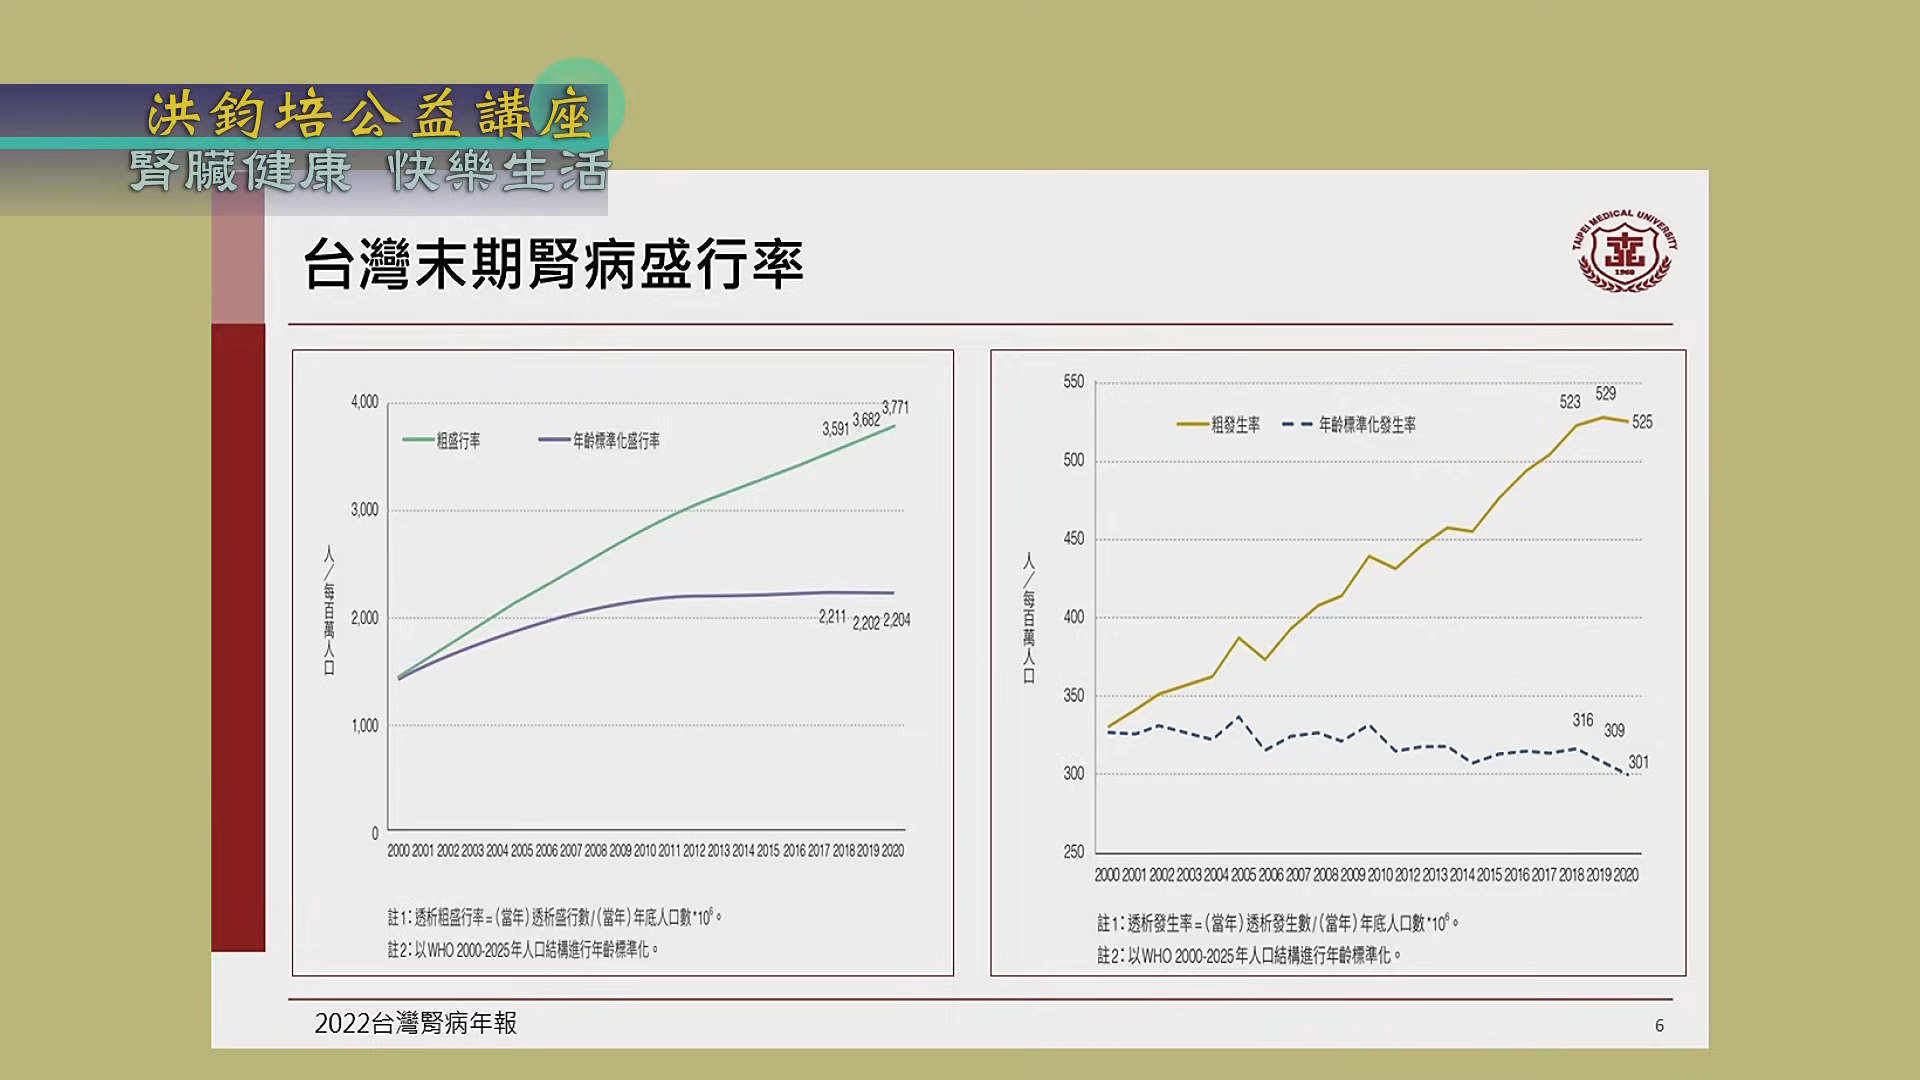 洪鈞培公益講座
腎臟健康 快樂生活
台灣末期腎病盛行率
TAIPEI MEDICAL UNIVERSITY
1960
4,000
3,000
2,000
1,000
0
人/每百萬人口
粗盛行率
年齡標準化盛行率
3,591
3,682
3,771
2,211
2,202
2,204
2000 2001 2002 2003 2004 2005 2006 2007 2008 2009 2010 2011 2012 2013 2014 2015 2016 2017 2018 2019 2020
註1:透析粗盛行率=(當年)透析盛行數/(當年)年底人口數*10⁶。
註2:以WHO 2000-2025年人口結構進行年齡標準化。
550
500
450
400
350
300
250
人/每百萬人口
粗發生率
年齡標準化發生率
523
529
525
316
309
301
2000 2001 2002 2003 2004 2005 2006 2007 2008 2009 2010 2012 2013 2014 2015 2016 2017 2018 2019 2020
註1:透析發生率=(當年)透析發生數/(當年)年底人口數*10⁶。
註2:以WHO 2000-2025年人口結構進行年齡標準化。
2022台灣腎病年報
6